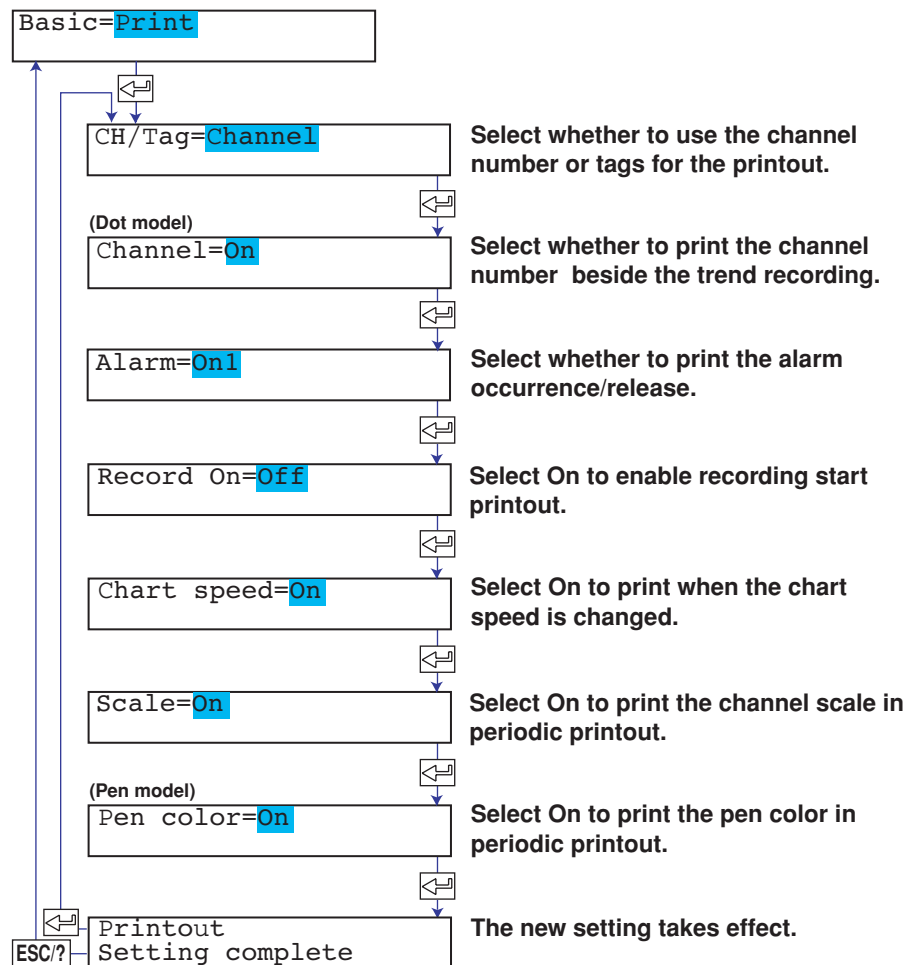 Basic=Print
CH/Tag=Channel
Select whether to use the channel
number or tags for the printout.
(Dot model)
Channel=On
Select whether to print the channel
number beside the trend recording.
Alarm=On1
Select whether to print the alarm
occurrence/release.
Record On=Off
Select On to enable recording start
printout.
Chart speed=On
Select On to print when the chart
speed is changed.
Scale=On
Select On to print the channel scale in
periodic printout.
(Pen model)
Pen color=On
Select On to print the pen color in
periodic printout.
Printout
Setting complete
The new setting takes effect.
ESC/?